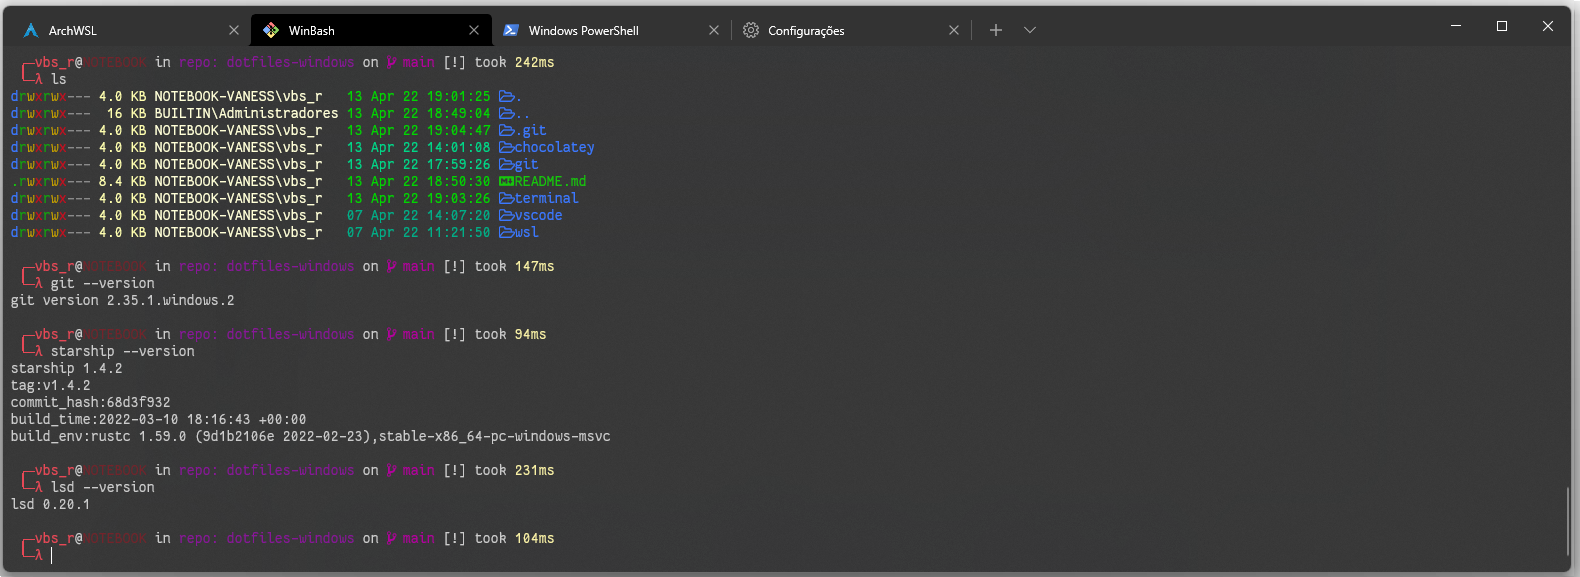 ArchWSL WinBash Windows PowerShell Configurações
vbs_r@NOTEBOOK in repo: dotfiles-windows on main [!] took 242ms
λ ls
drwxrwx--- 4.0 KB NOTEBOOK-VANESS\vbs_r 13 Apr 22 19:01:25 .
drwxrwx--- 16 KB BUILTIN\Administradores 13 Apr 22 18:49:04 ..
drwxrwx--- 4.0 KB NOTEBOOK-VANESS\vbs_r 13 Apr 22 19:04:47 .git
drwxrwx--- 4.0 KB NOTEBOOK-VANESS\vbs_r 13 Apr 22 14:01:08 chocolatey
drwxrwx--- 4.0 KB NOTEBOOK-VANESS\vbs_r 13 Apr 22 17:59:26 git
.rwxrwx--- 8.4 KB NOTEBOOK-VANESS\vbs_r 13 Apr 22 18:50:30 README.md
drwxrwx--- 4.0 KB NOTEBOOK-VANESS\vbs_r 13 Apr 22 19:03:26 terminal
drwxrwx--- 4.0 KB NOTEBOOK-VANESS\vbs_r 07 Apr 22 14:07:20 vscode
drwxrwx--- 4.0 KB NOTEBOOK-VANESS\vbs_r 07 Apr 22 11:21:50 wsl
vbs_r@NOTEBOOK in repo: dotfiles-windows on main [!] took 147ms
λ git --version
git version 2.35.1.windows.2
vbs_r@NOTEBOOK in repo: dotfiles-windows on main [!] took 94ms
λ starship --version
starship 1.4.2
tag:v1.4.2
commit_hash:68d3f932
build_time:2022-03-10 18:16:43 +00:00
build_env:rustc 1.59.0 (9d1b2106e 2022-02-23),stable-x86_64-pc-windows-msvc
vbs_r@NOTEBOOK in repo: dotfiles-windows on main [!] took 231ms
λ lsd --version
lsd 0.20.1
vbs_r@NOTEBOOK in repo: dotfiles-windows on main [!] took 104ms
λ